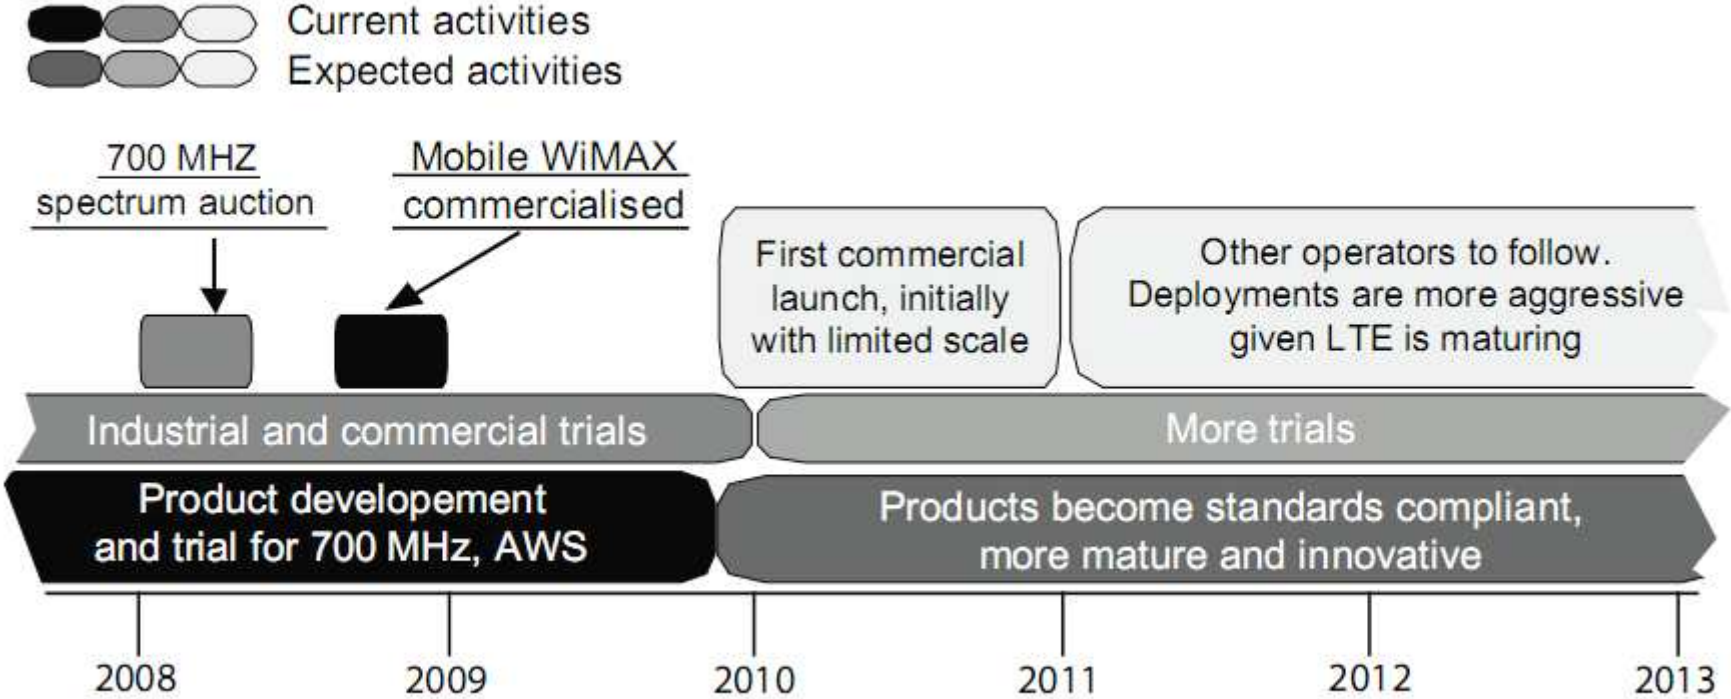 Current activities
Expected activities
700 MHZ
spectrum auction
Mobile WiMAX
commercialised
First commercial
launch, initially
with limited scale
Other operators to follow.
Deployments are more aggressive
given LTE is maturing
Industrial and commercial trials
More trials
Product developement
and trial for 700 MHz, AWS
Products become standards compliant,
more mature and innovative
2008
2009
2010
2011
2012
2013